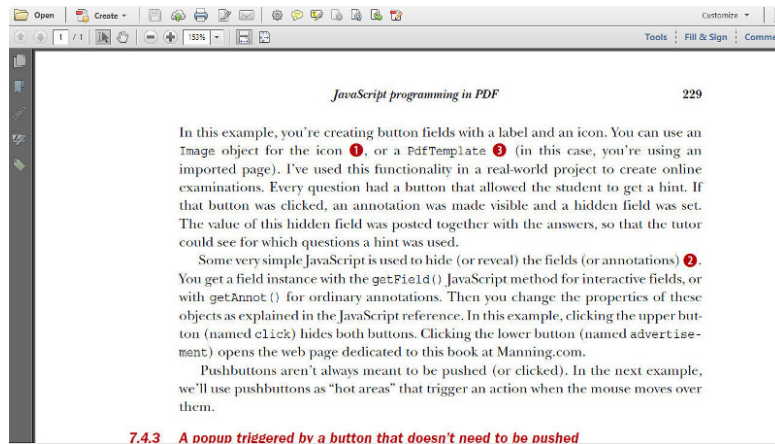 Open Create Customize
1 / 1 153% Tools Fill & Sign Comme
JavaScript programming in PDF 229
In this example, you're creating button fields with a label and an icon. You can use an
Image object for the icon 1, or a PdfTemplate 3 (in this case, you're using an
imported page). I've used this functionality in a real-world project to create online
examinations. Every question had a button that allowed the student to get a hint. If
that button was clicked, an annotation was made visible and a hidden field was set.
The value of this hidden field was posted together with the answers, so that the tutor
could see for which questions a hint was used.
Some very simple JavaScript is used to hide (or reveal) the fields (or annotations) 2.
You get a field instance with the getField() JavaScript method for interactive fields, or
with getAnnot() for ordinary annotations. Then you change the properties of these
objects as explained in the JavaScript reference. In this example, clicking the upper but-
ton (named click) hides both buttons. Clicking the lower button (named advertise-
ment) opens the web page dedicated to this book at Manning.com.
Pushbuttons aren't always meant to be pushed (or clicked). In the next example,
we'll use pushbuttons as "hot areas" that trigger an action when the mouse moves over
them.
7.4.3 A popup triggered by a button that doesn't need to be pushed